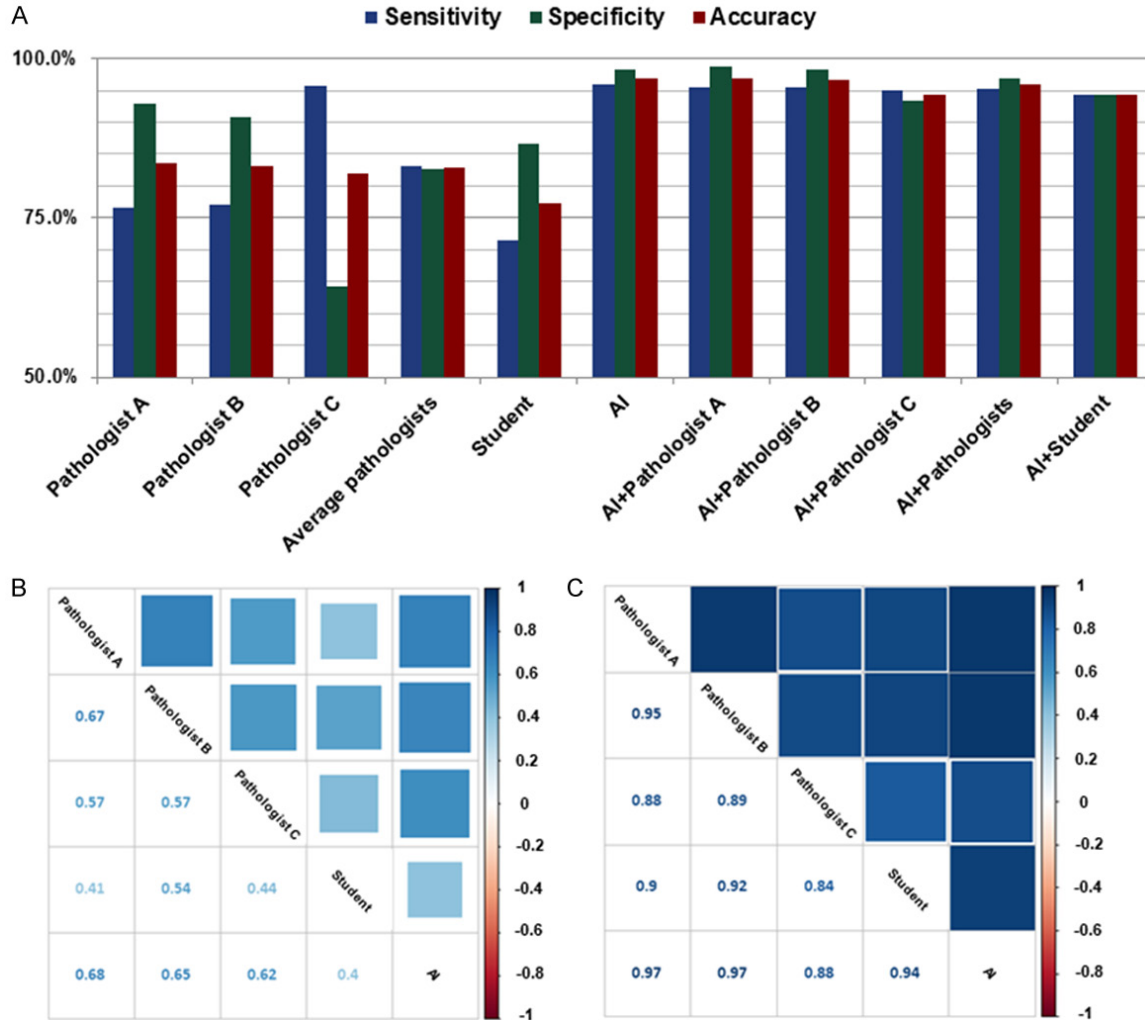 A
Sensitivity Specificity Accuracy
100.0%
75.0%
50.0%
Pathologist A
Pathologist B
Pathologist C
Average pathologists
Student
AI
AI+Pathologist A
AI+Pathologist B
AI+Pathologist C
AI+Pathologists
AI+Student
B
Pathologist A
0.67
Pathologist B
0.57 0.57
Pathologist C
0.41 0.54 0.44
Student
0.68 0.65 0.62 0.4
AI
1
0.8
0.6
0.4
0.2
0
-0.2
-0.4
-0.6
-0.8
-1
C
Pathologist A
0.95
Pathologist B
0.88 0.89
Pathologist C
0.9 0.92 0.84
Student
0.97 0.97 0.88 0.94
AI
1
0.8
0.6
0.4
0.2
0
-0.2
-0.4
-0.6
-0.8
-1